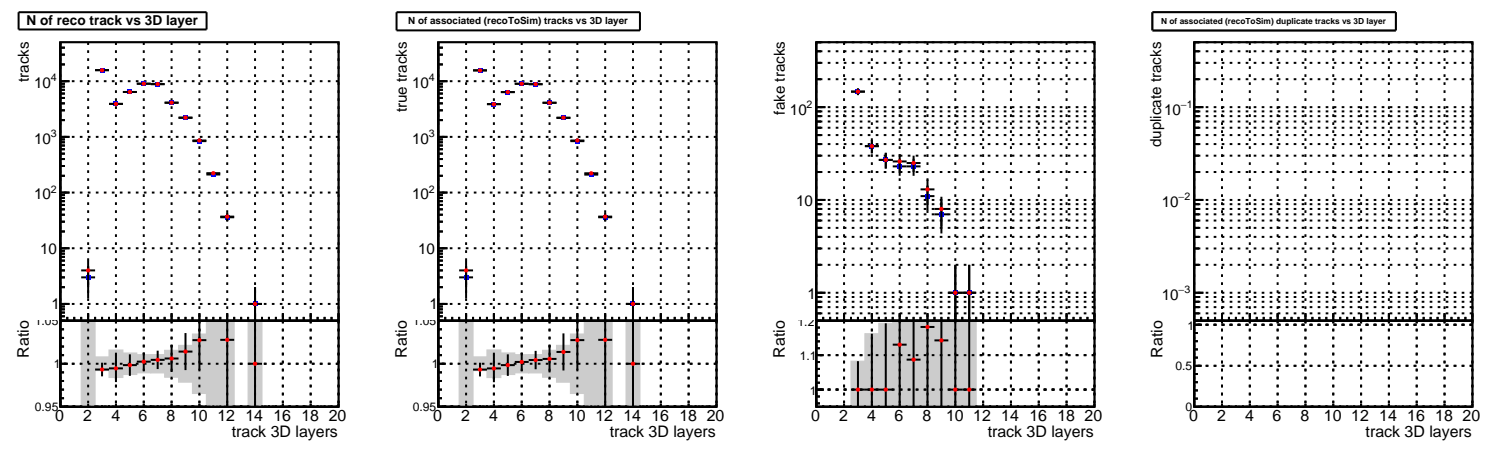 N of reco track vs 3D layer
tracks
10^4
10^3
10^2
10
1
1.05
Ratio
1
0.95
0 2 4 6 8 10 12 14 16 18 20
track 3D layers
N of associated (recoToSim) tracks vs 3D layer
true tracks
10^4
10^3
10^2
10
1
1.05
Ratio
1
0.95
0 2 4 6 8 10 12 14 16 18 20
track 3D layers
fake tracks
10^2
10
1
1.2
Ratio
1.1
1
0 2 4 6 8 10 12 14 16 18 20
track 3D layers
N of associated (recoToSim) duplicate tracks vs 3D layer
duplicate tracks
10^−1
10^−2
10^−3
1
Ratio
0.5
0
0 2 4 6 8 10 12 14 16 18 20
track 3D layers